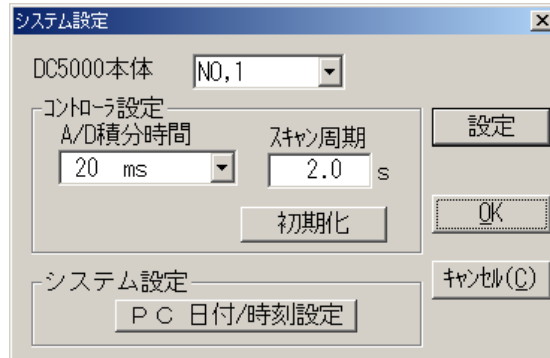 システム設定
DC5000本体 NO,1
ｺﾝﾄﾛｰﾗ設定
A/D積分時間 ｽｷｬﾝ周期
20 ms 2.0 s
初期化
設定
OK
ｷｬﾝｾﾙ(C)
システム設定
ＰＣ 日付/時刻設定